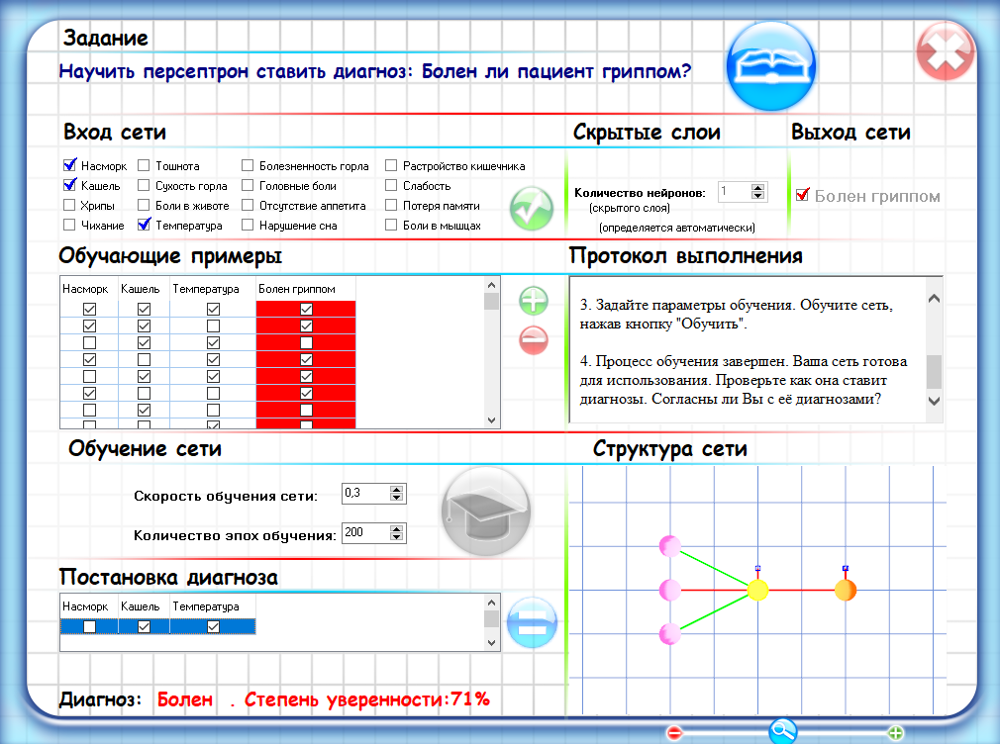 Задание
Научить персептрон ставить диагноз: Болен ли пациент гриппом?
Вход сети
Скрытые слои
Выход сети
Насморк Тошнота Болезненность горла Растройство кишечника
Кашель Сухость горла Головные боли Слабость
Хрипы Боли в животе Отсутствие аппетита Потеря памяти
Чихание Температура Нарушение сна Боли в мышцах
Количество нейронов: 1
(скрытого слоя)
(определяется автоматически)
Болен гриппом
Обучающие примеры
Насморк Кашель Температура Болен гриппом
Протокол выполнения
3. Задайте параметры обучения. Обучите сеть,
нажав кнопку "Обучить".
4. Процесс обучения завершен. Ваша сеть готова
для использования. Проверьте как она ставит
диагнозы. Согласны ли Вы с её диагнозами?
Обучение сети
Скорость обучения сети: 0,3
Количество эпох обучения: 200
Структура сети
Постановка диагноза
Насморк Кашель Температура
Диагноз: Болен . Степень уверенности:71%